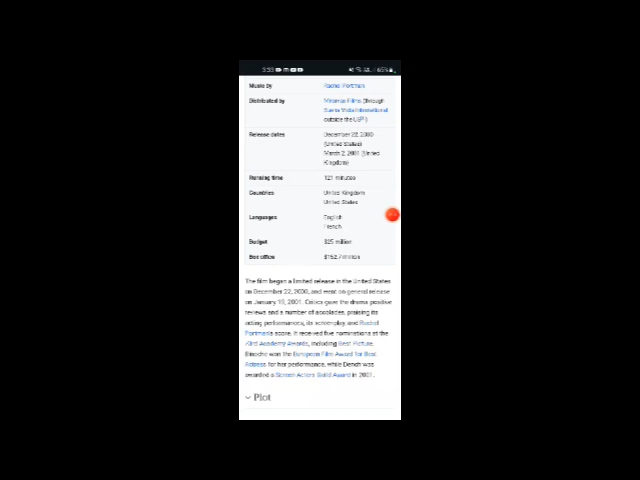 Music by Rachel Portman
Distributed by Miramax Films (through
Buena Vista International
outside the US)
Release dates December 22, 2000
(United States)
March 2, 2001 (United
Kingdom)
Running time 121 minutes
Countries United Kingdom
United States
Languages English
French
Budget $25 million
Box office $152.7 million
The film began a limited release in the United States
on December 22, 2000, and went on general release
on January 19, 2001. Critics gave the drama positive
reviews and a number of accolades, praising its
acting performances, its screenplay, and Rachel
Portman's score. It received five nominations at the
73rd Academy Awards, including Best Picture.
Binoche won the European Film Award for Best
Actress for her performance, while Dench was
awarded a Screen Actors Guild Award in 2001.
Plot